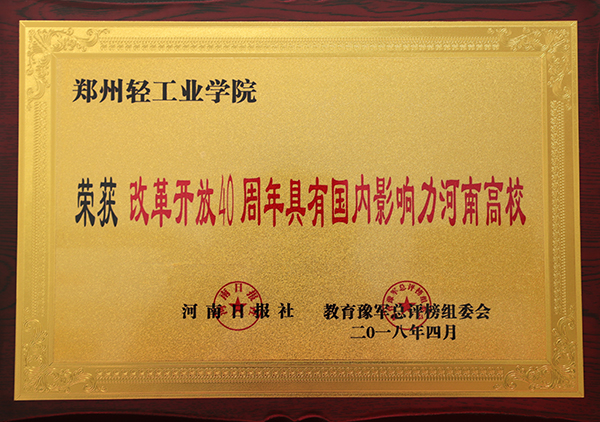 郑州轻工业学院
荣获 改革开放40周年具有国内影响力河南高校
河南日报社 教育豫军总评榜组委会
二〇一八年四月